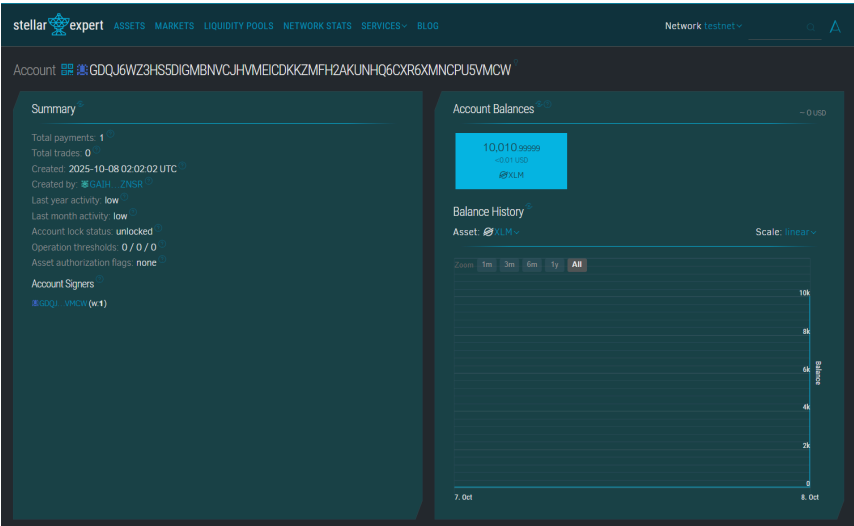 stellar expert ASSETS MARKETS LIQUIDITY POOLS NETWORK STATS SERVICES BLOG Network testnet
Account GDQJ6WZ3HS5DIGMBNVCJHVMEICDKKZMFH2AKUNHQ6CXR6XMNCPU5VMCW
Summary
Total payments: 1
Total trades: 0
Created: 2025-10-08 02:02:02 UTC
Created by: GAIH…ZNSR
Last year activity: low
Last month activity: low
Account lock status: unlocked
Operation thresholds: 0 / 0 / 0
Asset authorization flags: none
Account Signers
GDQJ…VMCW (w:1)
Account Balances
~ 0 USD
10,010.99999
<0.01 USD
XLM
Balance History
Asset: XLM Scale: linear
Zoom 1m 3m 6m 1y All
10k
8k
6k
4k
2k
0
Balance
7. Oct 8. Oct